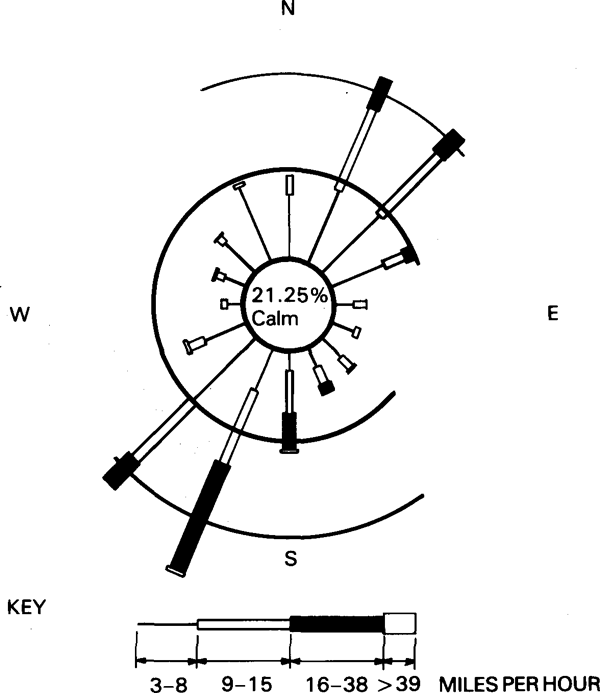 N
21.25%
Calm
W
E
S
KEY
3–8 9–15 16–38 >39 MILES PER HOUR